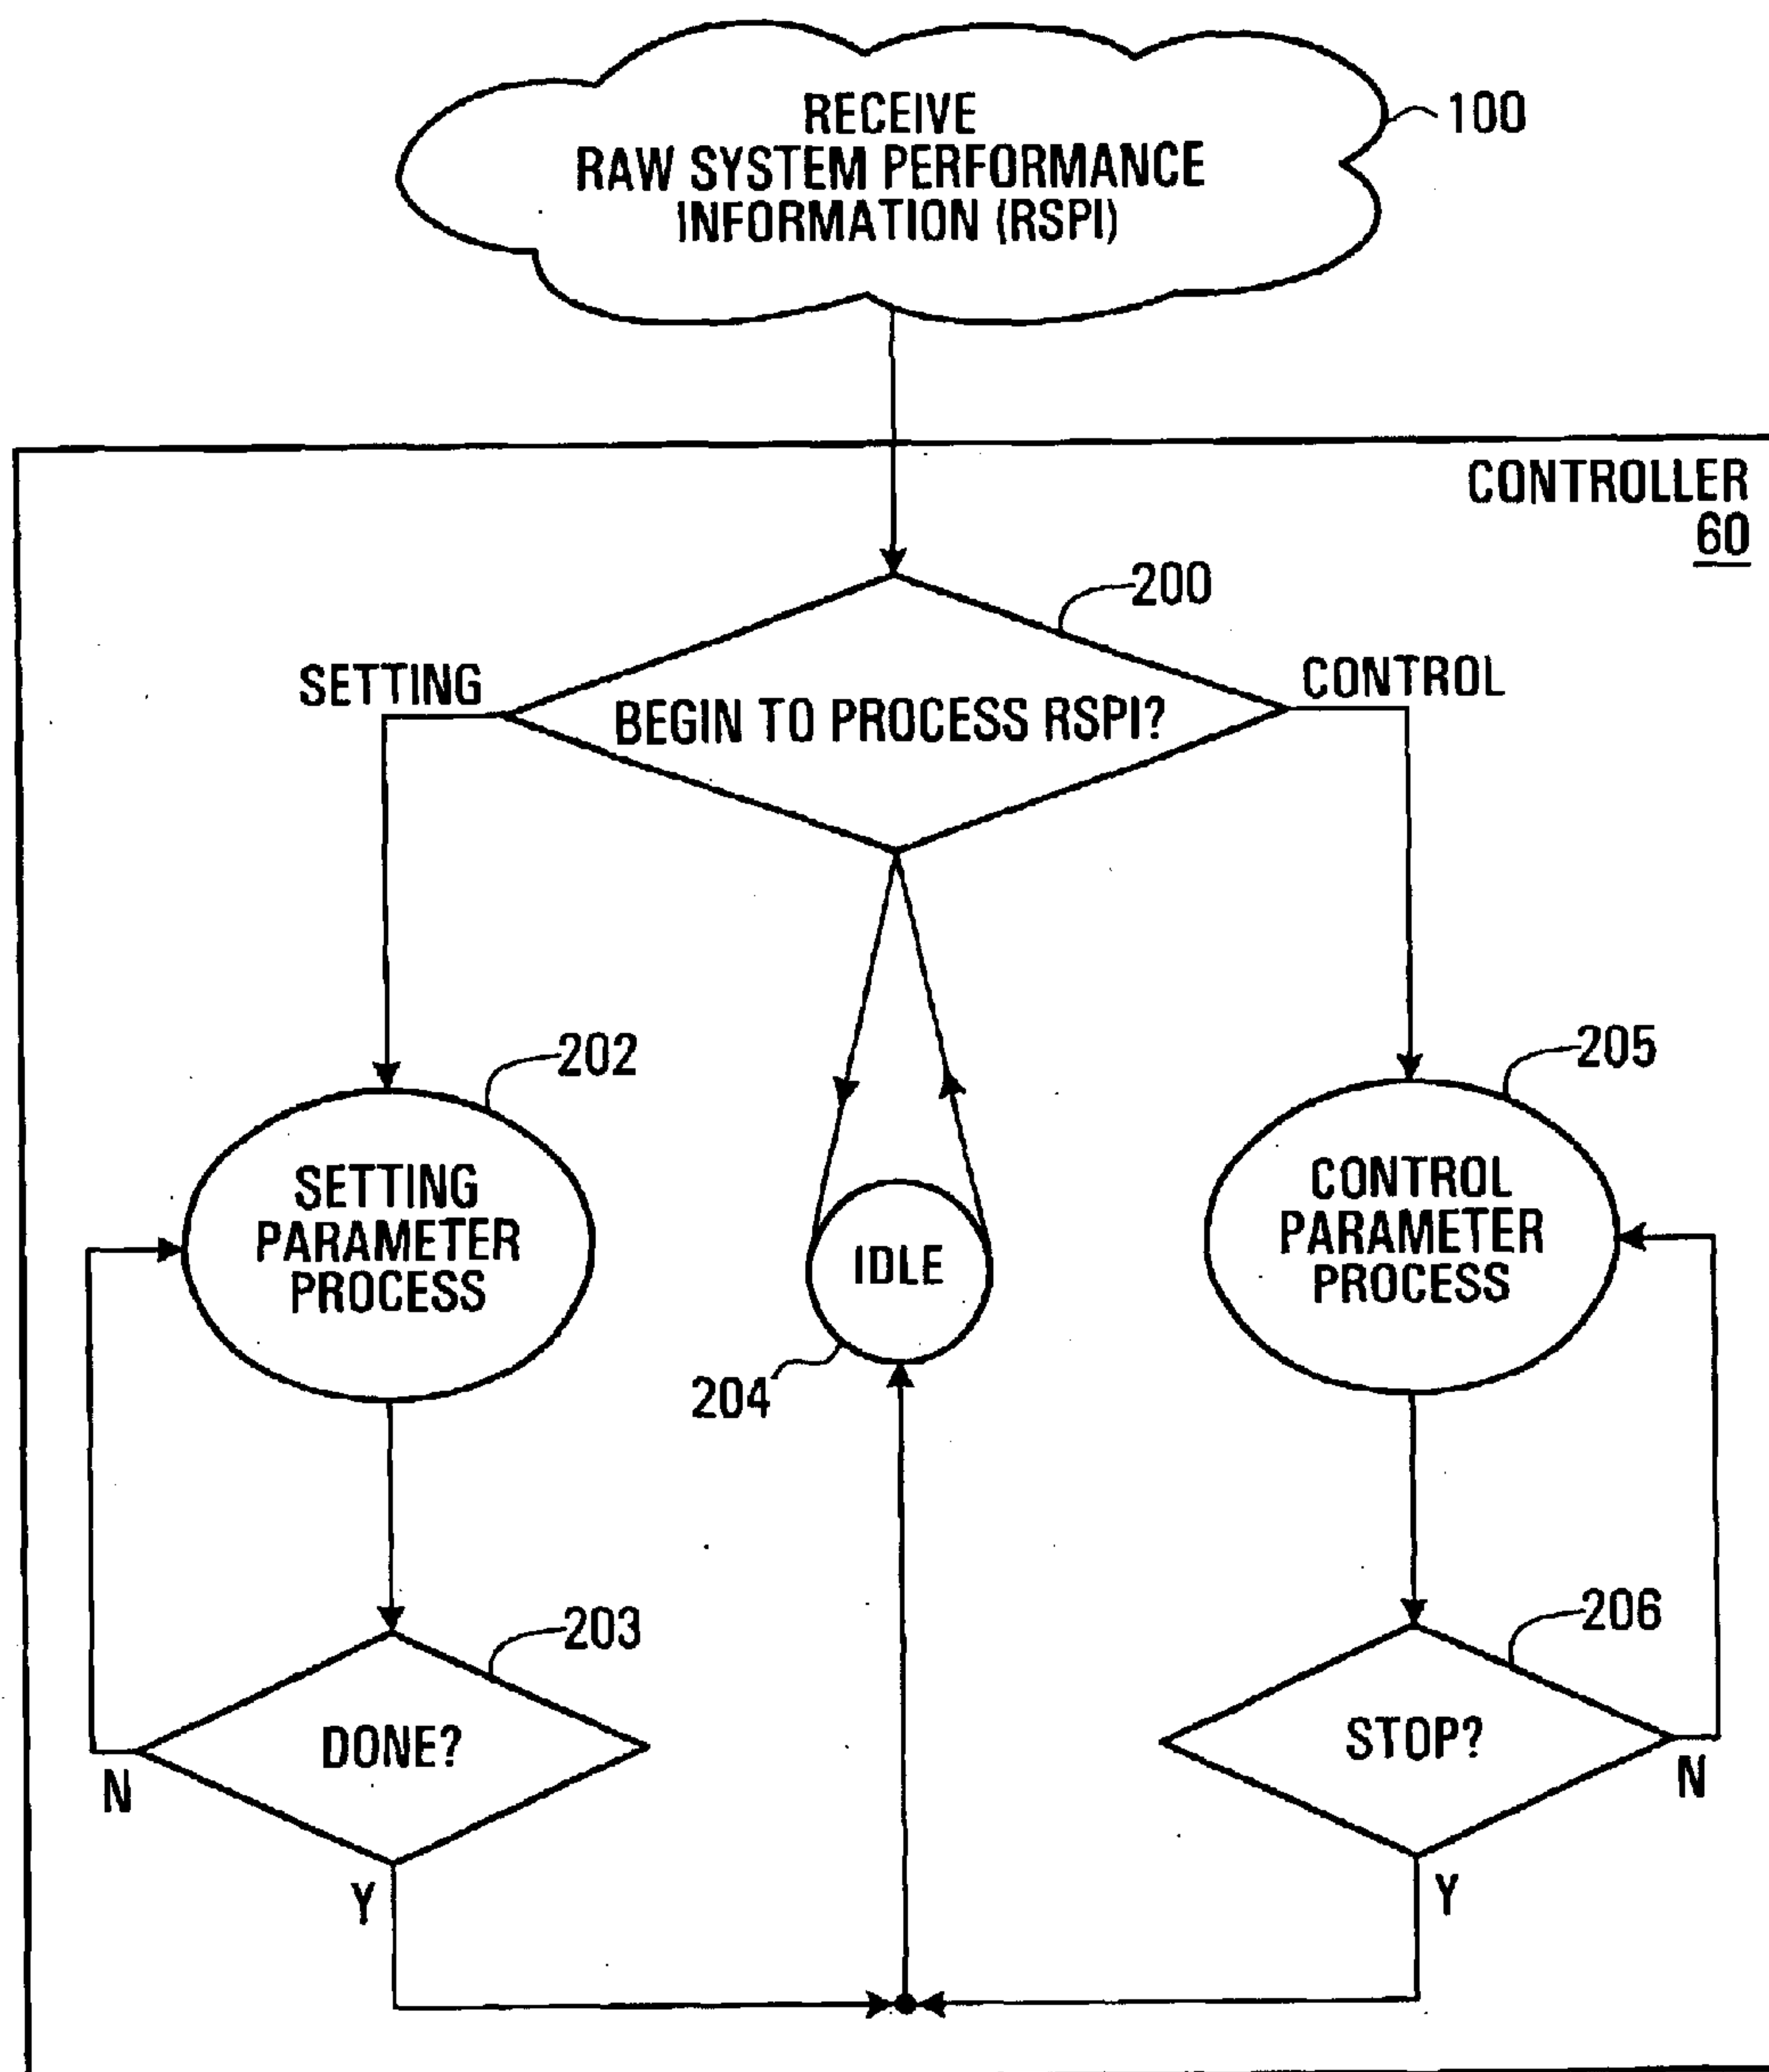 RECEIVE
RAW SYSTEM PERFORMANCE
INFORMATION (RSPI)
100
CONTROLLER
60
200
SETTING
CONTROL
BEGIN TO PROCESS RSPI?
202
205
SETTING
PARAMETER
PROCESS
IDLE
CONTROL
PARAMETER
PROCESS
204
203
206
DONE?
STOP?
N
N
Y
Y